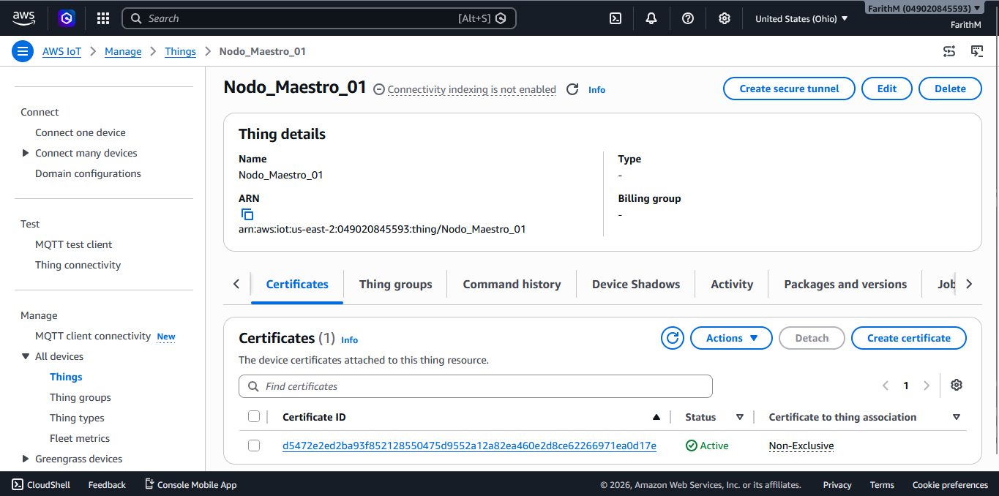 aws
Search [Alt+S]
United States (Ohio)
FarithM (049020845593)
FarithM
AWS IoT
Manage
Things
Nodo_Maestro_01
Connect
Connect one device
Connect many devices
Domain configurations
Test
MQTT test client
Thing connectivity
Manage
MQTT client connectivity New
All devices
Things
Thing groups
Thing types
Fleet metrics
Greengrass devices
Nodo_Maestro_01 Connectivity indexing is not enabled Info
Create secure tunnel Edit Delete
Thing details
Name
Nodo_Maestro_01
ARN
arn:aws:iot:us-east-2:049020845593:thing/Nodo_Maestro_01
Type
-
Billing group
-
Certificates Thing groups Command history Device Shadows Activity Packages and versions Job
Certificates (1) Info
Actions Detach Create certificate
The device certificates attached to this thing resource.
Find certificates
1
Certificate ID Status Certificate to thing association
d5472e2ed2ba93f852128550475d9552a12a82ea460e2d8ce62266971ea0d17e Active Non-Exclusive
CloudShell Feedback Console Mobile App © 2026, Amazon Web Services, Inc. or its affiliates. Privacy Terms Cookie preferences